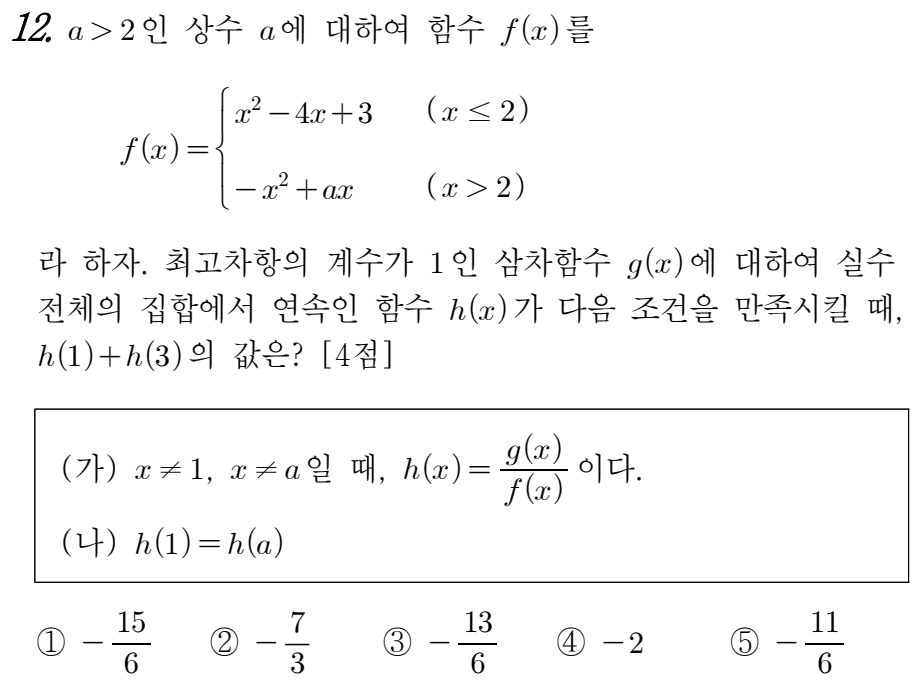 12. a>2인 상수 a에 대하여 함수 f(x)를
f(x)={ x²-4x+3 (x≤2)
-x²+ax (x>2)
라 하자. 최고차항의 계수가 1인 삼차함수 g(x)에 대하여 실수
전체의 집합에서 연속인 함수 h(x)가 다음 조건을 만족시킬 때,
h(1)+h(3)의 값은? [4점]
(가) x≠1, x≠a일 때, h(x)=g(x)/f(x)이다.
(나) h(1)=h(a)
① -15/6 ② -7/3 ③ -13/6 ④ -2 ⑤ -11/6